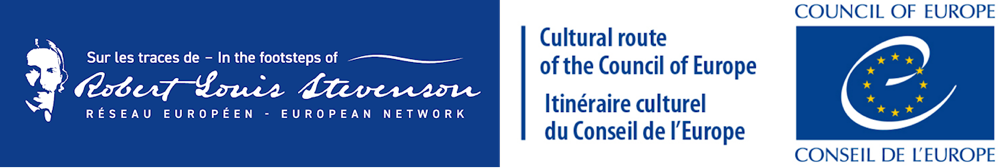 Sur les traces de – In the footsteps of
Robert Louis Stevenson
RÉSEAU EUROPÉEN - EUROPEAN NETWORK
Cultural route
of the Council of Europe
Itinéraire culturel
du Conseil de l'Europe
COUNCIL OF EUROPE
CONSEIL DE L'EUROPE